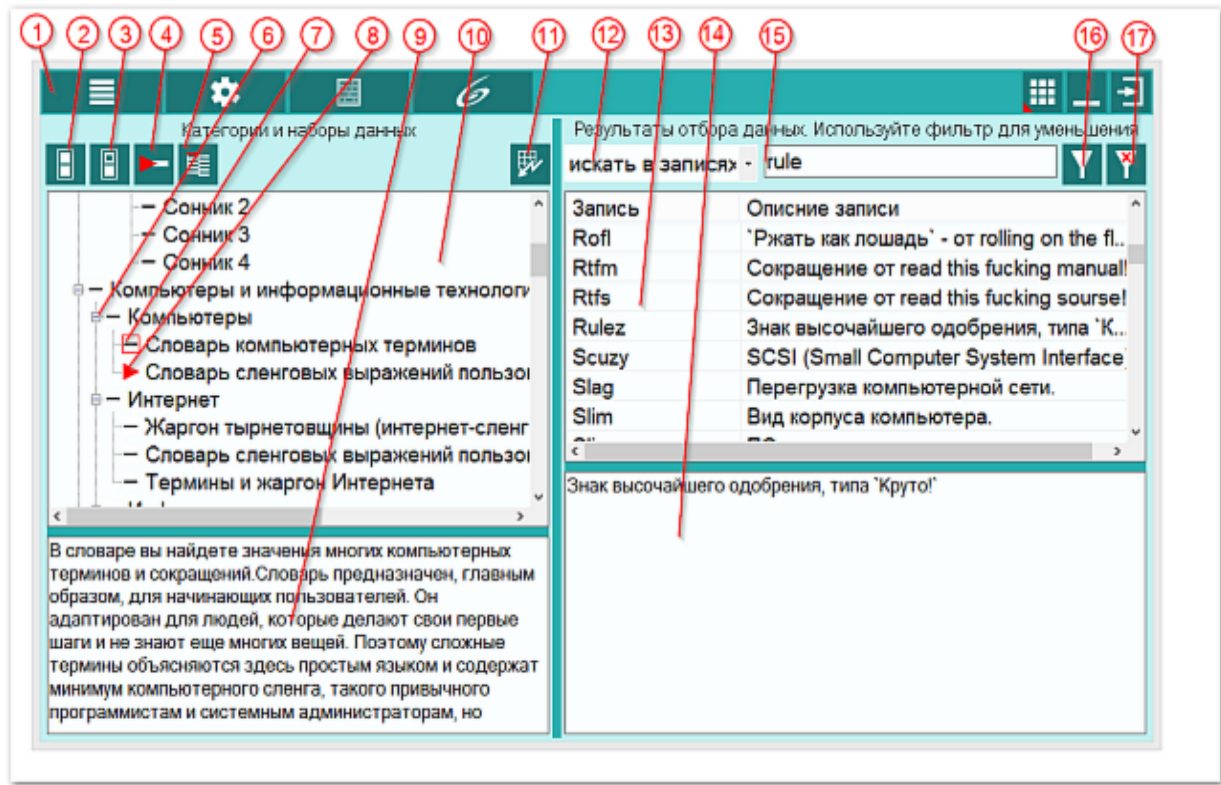 1 2 3 4 5 6 7 8 9 10 11 12 13 14 15 16 17
Категории и наборы данных
Результаты отбора данных. Используйте фильтр для уменьшения
искать в записях
rule
Сонник 2
Сонник 3
Сонник 4
Компьютеры и информационные технологи
Компьютеры
Словарь компьютерных терминов
Словарь сленговых выражений пользо
Интернет
Жаргон тырнетовщины (интернет-сленг
Словарь сленговых выражений пользо
Термины и жаргон Интернета
Запись Описние записи
Rofl `Ржать как лошадь` - от rolling on the fl..
Rtfm Сокращение от read this fucking manual!
Rtfs Сокращение от read this fucking sourse!
Rulez Знак высочайшего одобрения, типа `К...
Scuzy SCSI (Small Computer System Interface)
Slag Перегрузка компьютерной сети.
Slim Вид корпуса компьютера.
В словаре вы найдете значения многих компьютерных
терминов и сокращений.Словарь предназначен, главным
образом, для начинающих пользователей. Он
адаптирован для людей, которые делают свои первые
шаги и не знают еще многих вещей. Поэтому сложные
термины объясняются здесь простым языком и содержат
минимум компьютерного сленга, такого привычного
программистам и системным администраторам, но
Знак высочайшего одобрения, типа `Круто!`